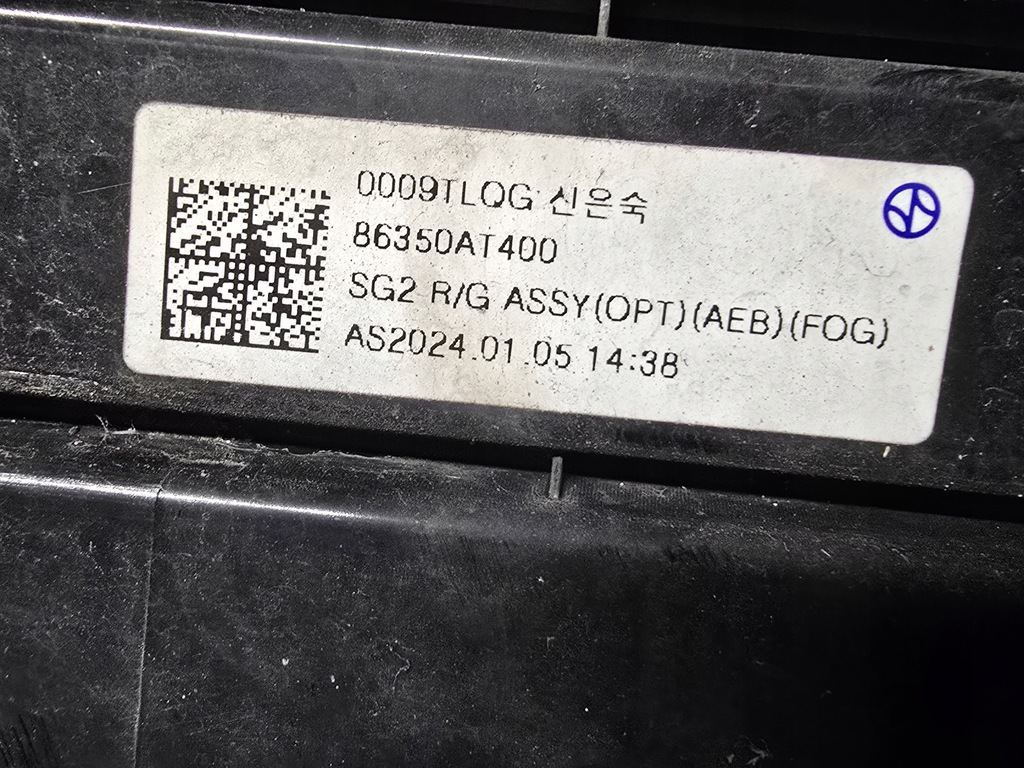 0009TLQG 신은숙
86350AT400
SG2 R/G ASSY(OPT)(AEB)(FOG)
AS2024.01.05 14:38